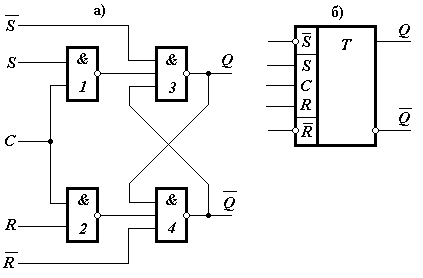 а) б)
S̅
S & & Q
1 3
C
& & Q̅
2 4
R
R̅
S̅ T Q
S
C
R
R̅ Q̅